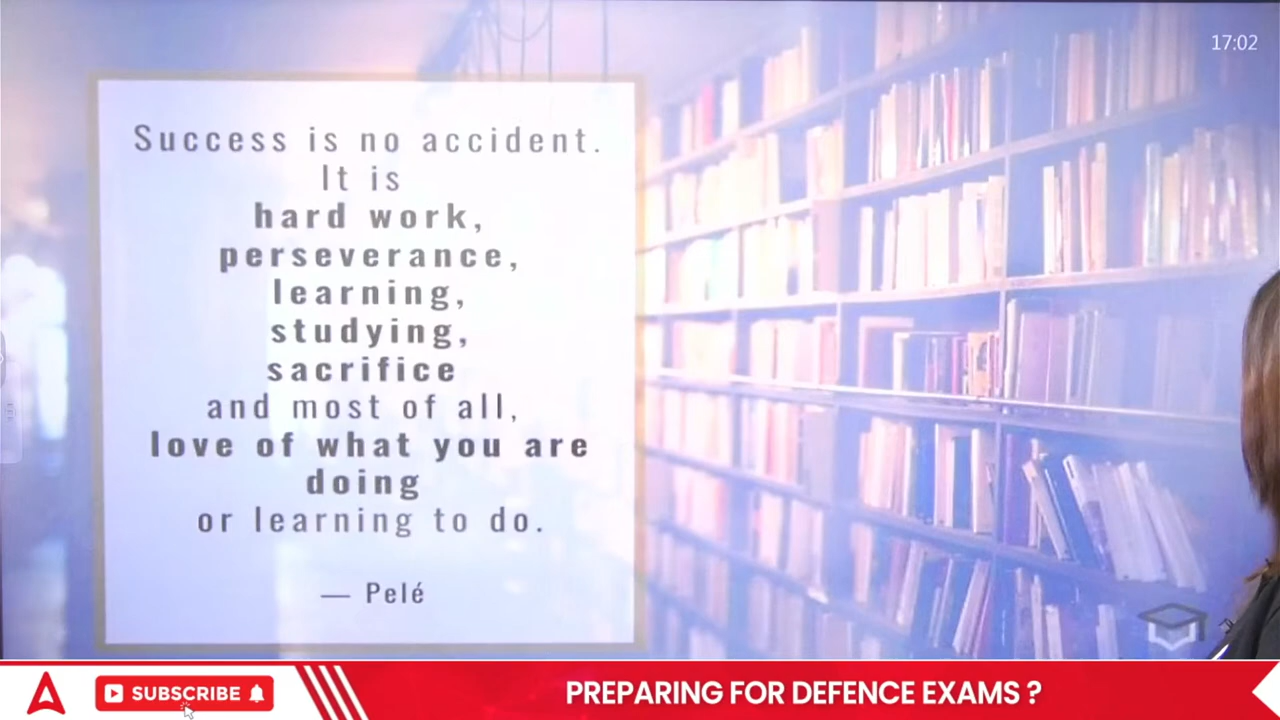 17:02
Success is no accident.
It is
hard work,
perseverance,
learning,
studying,
sacrifice
and most of all,
love of what you are
doing
or learning to do.
— Pelé
SUBSCRIBE
PREPARING FOR DEFENCE EXAMS ?